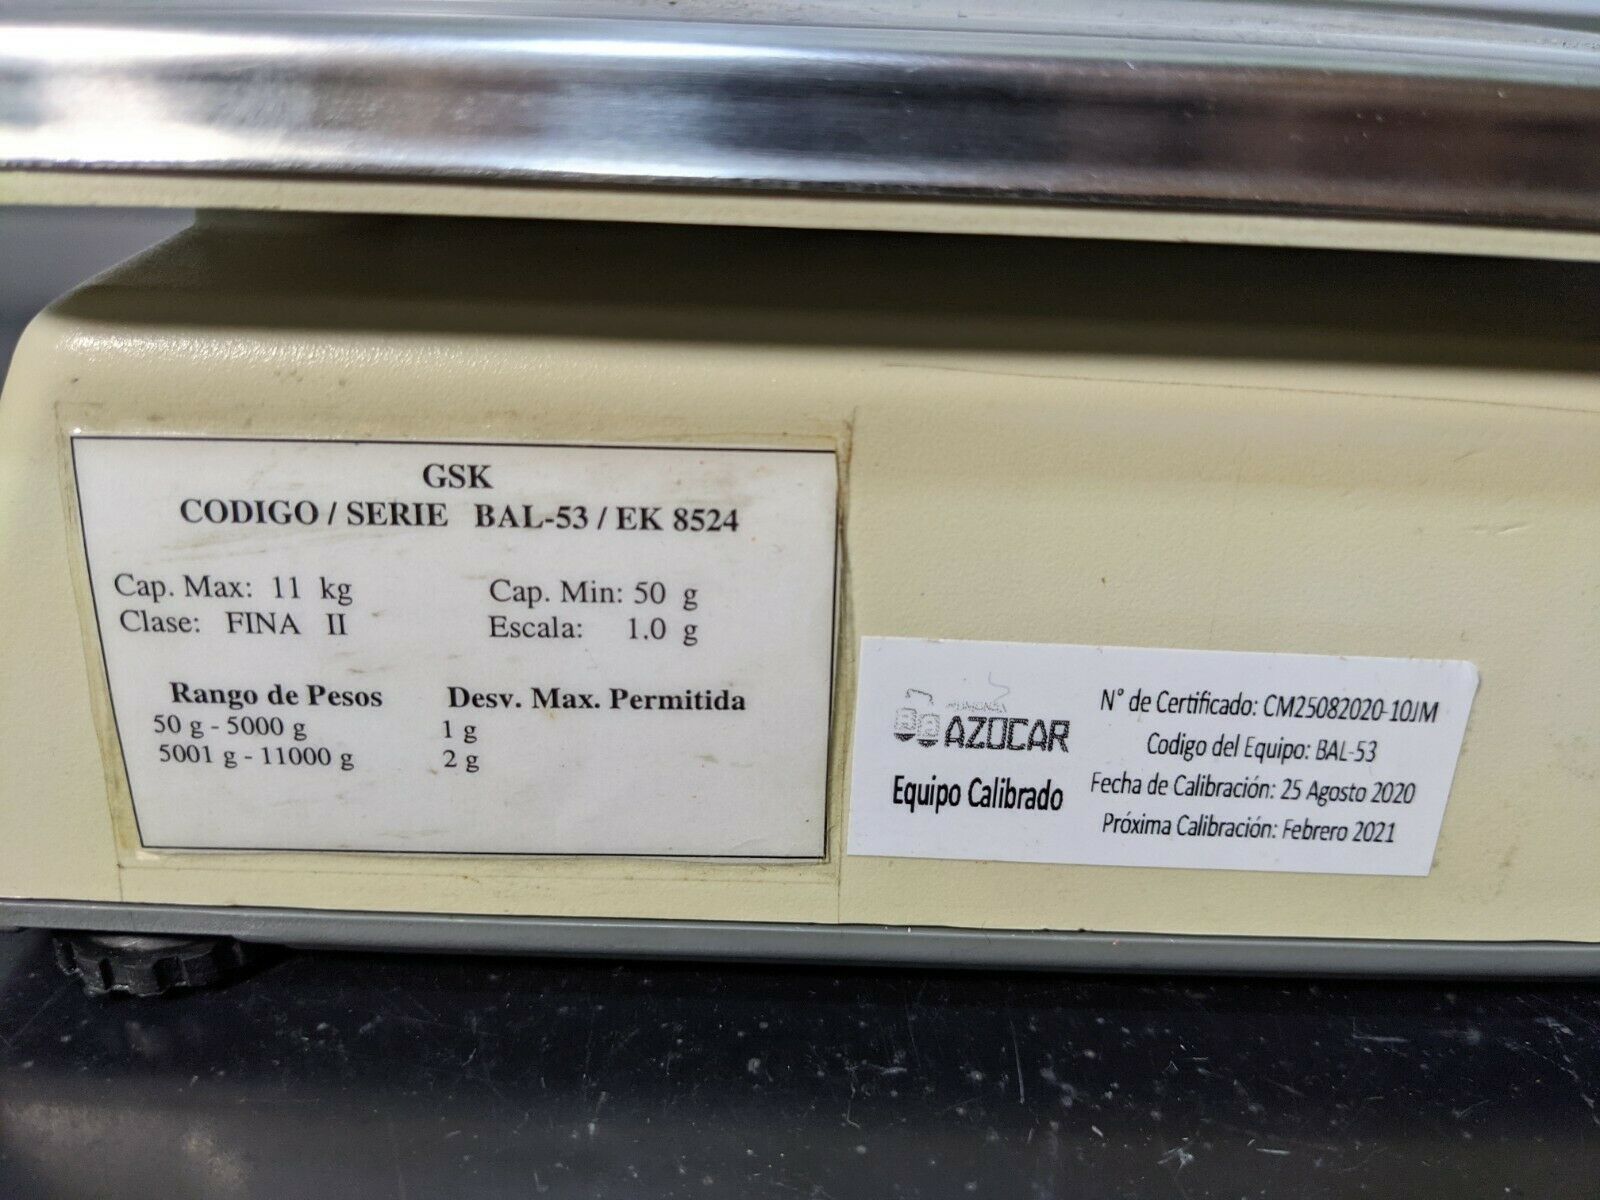 GSK
CODIGO / SERIE BAL-53 / EK 8524
Cap. Max: 11 kg Cap. Min: 50 g
Clase: FINA II Escala: 1.0 g
Rango de Pesos Desv. Max. Permitida
50 g - 5000 g 1 g
5001 g - 11000 g 2 g
AZUCAR
Equipo Calibrado
N° de Certificado: CM25082020-10JM
Codigo del Equipo: BAL-53
Fecha de Calibración: 25 Agosto 2020
Próxima Calibración: Febrero 2021